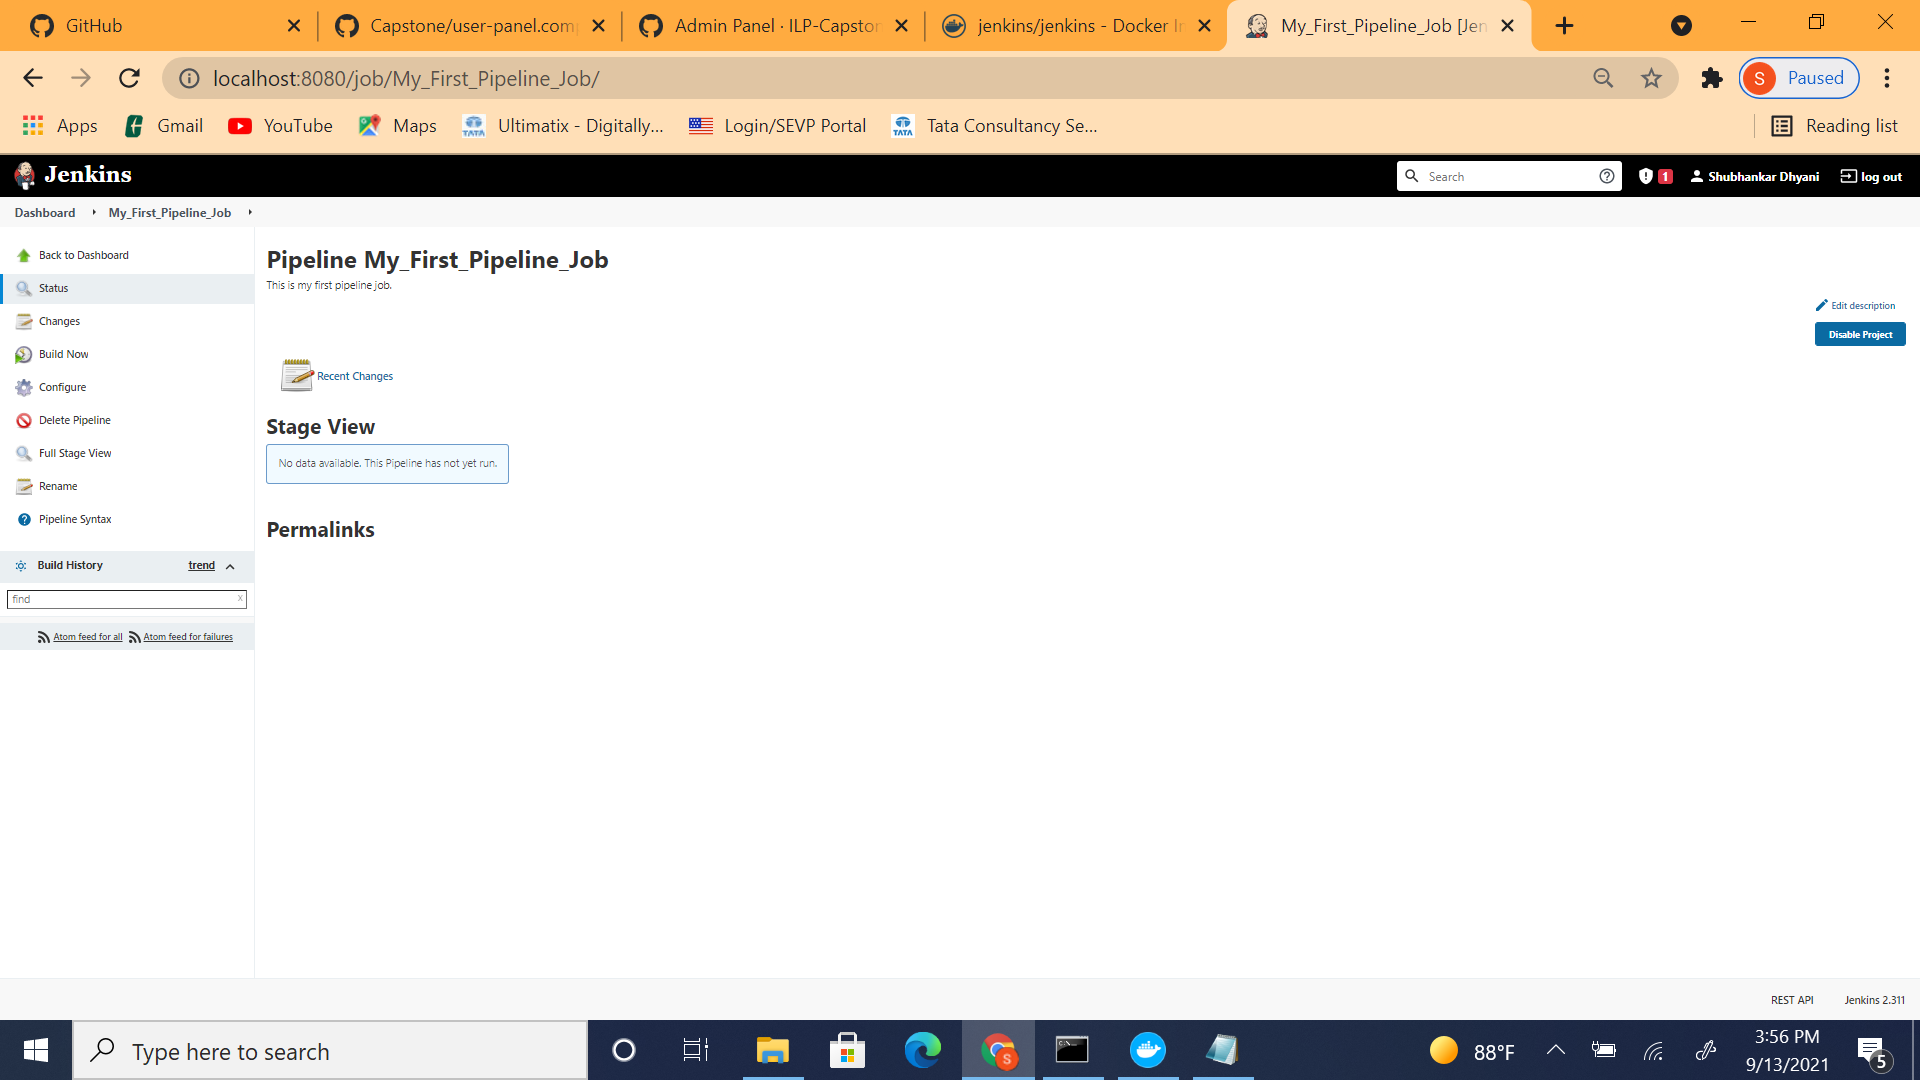 GitHub
Capstone/user-panel.comp
Admin Panel · ILP-Capston
jenkins/jenkins - Docker Im
My_First_Pipeline_Job [Jen
localhost:8080/job/My_First_Pipeline_Job/
S Paused
Apps
Gmail
YouTube
Maps
TATA Ultimatix - Digitally...
Login/SEVP Portal
TATA Tata Consultancy Se...
Reading list
Jenkins
Search
1
Shubhankar Dhyani
log out
Dashboard
My_First_Pipeline_Job
Back to Dashboard
Status
Changes
Build Now
Configure
Delete Pipeline
Full Stage View
Rename
Pipeline Syntax
Build History
trend
find
x
Atom feed for all
Atom feed for failures
Pipeline My_First_Pipeline_Job
This is my first pipeline job.
Edit description
Disable Project
Recent Changes
Stage View
No data available. This Pipeline has not yet run.
Permalinks
REST API
Jenkins 2.311
Type here to search
S
88°F
3:56 PM
9/13/2021
5